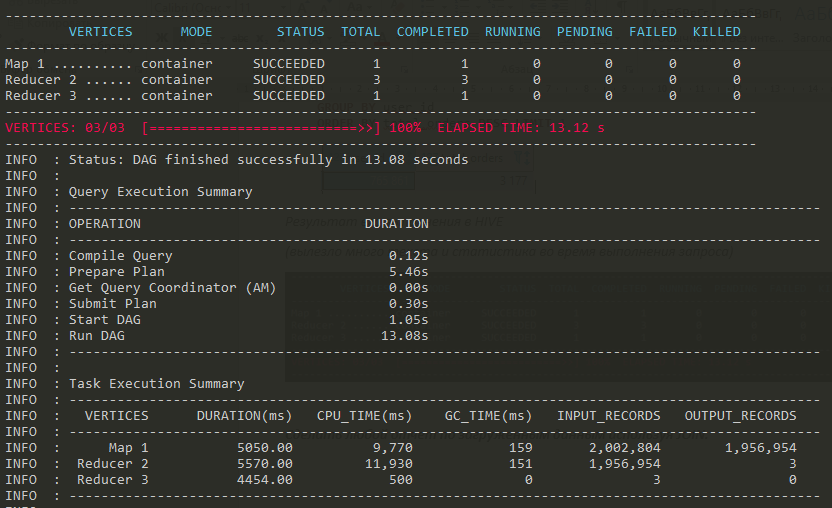 ----------------------------------------------------------------------------------------------
        VERTICES      MODE        STATUS  TOTAL  COMPLETED  RUNNING  PENDING  FAILED  KILLED
----------------------------------------------------------------------------------------------
Map 1 .......... container     SUCCEEDED      1          1        0        0       0       0
Reducer 2 ...... container     SUCCEEDED      3          3        0        0       0       0
Reducer 3 ...... container     SUCCEEDED      1          1        0        0       0       0
----------------------------------------------------------------------------------------------
VERTICES: 03/03  [==========================>>] 100%  ELAPSED TIME: 13.12 s
----------------------------------------------------------------------------------------------
INFO  : Status: DAG finished successfully in 13.08 seconds
INFO  :
INFO  : Query Execution Summary
INFO  : ----------------------------------------------------------------------------------------------
INFO  : OPERATION                            DURATION
INFO  : ----------------------------------------------------------------------------------------------
INFO  : Compile Query                           0.12s
INFO  : Prepare Plan                            5.46s
INFO  : Get Query Coordinator (AM)              0.00s
INFO  : Submit Plan                             0.30s
INFO  : Start DAG                               1.05s
INFO  : Run DAG                                13.08s
INFO  : ----------------------------------------------------------------------------------------------
INFO  :
INFO  : Task Execution Summary
INFO  : ----------------------------------------------------------------------------------------------
INFO  :   VERTICES      DURATION(ms)   CPU_TIME(ms)    GC_TIME(ms)   INPUT_RECORDS   OUTPUT_RECORDS
INFO  : ----------------------------------------------------------------------------------------------
INFO  :      Map 1           5050.00          9,770            159       2,002,804        1,956,954
INFO  :  Reducer 2           5570.00         11,930            151       1,956,954                3
INFO  :  Reducer 3           4454.00            500              0               3                0
INFO  : ----------------------------------------------------------------------------------------------